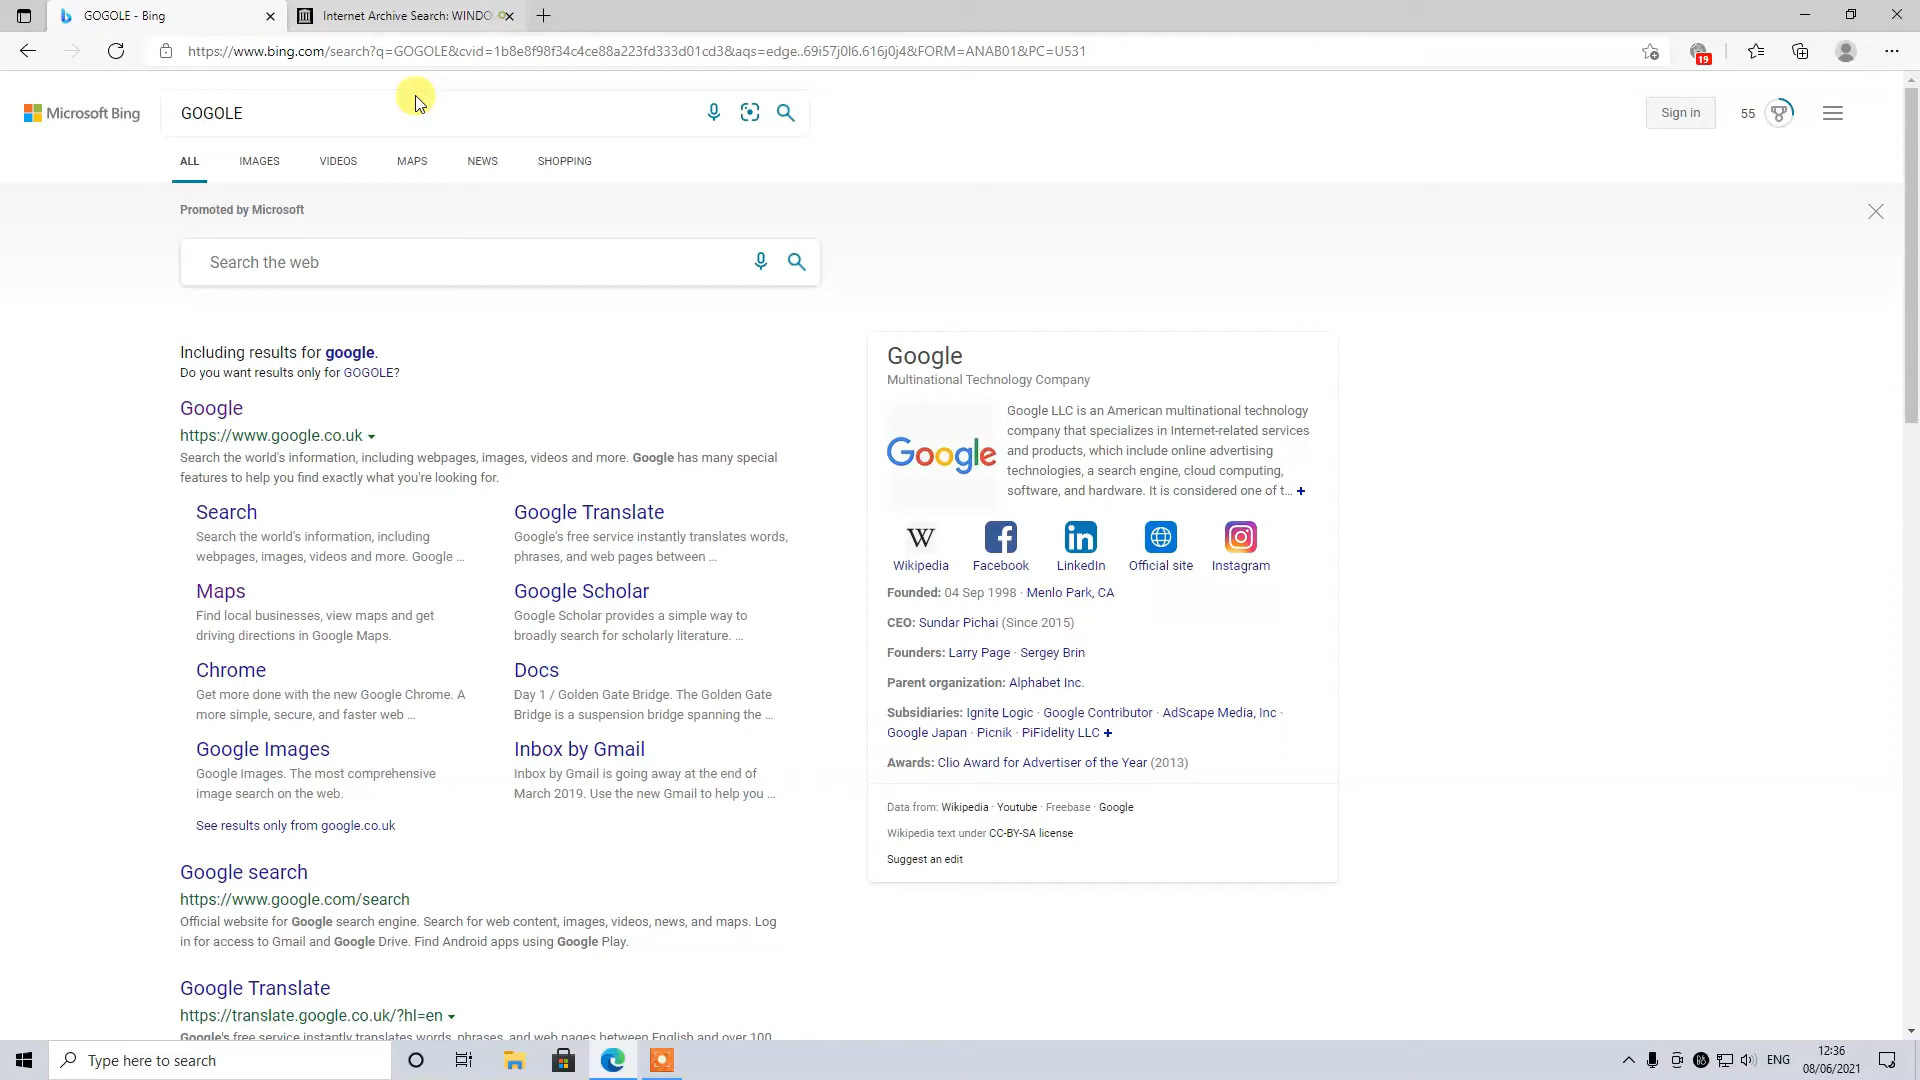 GOGOLE - Bing
Internet Archive Search: WINDO
https://www.bing.com/search?q=GOGOLE&cvid=1b8e8f98f34c4ce88a223fd333d01cd3&aqs=edge..69i57j0l6.616j0j4&FORM=ANAB01&PC=U531
19
Microsoft Bing
GOGOLE
Sign in
55
ALL IMAGES VIDEOS MAPS NEWS SHOPPING
Promoted by Microsoft
Search the web
Including results for google.
Do you want results only for GOGOLE?
Google
https://www.google.co.uk
Search the world's information, including webpages, images, videos and more. Google has many special
features to help you find exactly what you're looking for.
Search
Search the world's information, including
webpages, images, videos and more. Google ...
Google Translate
Google's free service instantly translates words,
phrases, and web pages between ...
Maps
Find local businesses, view maps and get
driving directions in Google Maps.
Google Scholar
Google Scholar provides a simple way to
broadly search for scholarly literature. ...
Chrome
Get more done with the new Google Chrome. A
more simple, secure, and faster web ...
Docs
Day 1 / Golden Gate Bridge. The Golden Gate
Bridge is a suspension bridge spanning the ...
Google Images
Google Images. The most comprehensive
image search on the web.
Inbox by Gmail
Inbox by Gmail is going away at the end of
March 2019. Use the new Gmail to help you ...
See results only from google.co.uk
Google search
https://www.google.com/search
Official website for Google search engine. Search for web content, images, videos, news, and maps. Log
in for access to Gmail and Google Drive. Find Android apps using Google Play.
Google Translate
https://translate.google.co.uk/?hl=en
Google's free service instantly translates words, phrases, and web pages between English and over 100
Google
Multinational Technology Company
Google
Google LLC is an American multinational technology
company that specializes in Internet-related services
and products, which include online advertising
technologies, a search engine, cloud computing,
software, and hardware. It is considered one of t... +
W
in
Wikipedia Facebook LinkedIn Official site Instagram
Founded: 04 Sep 1998 · Menlo Park, CA
CEO: Sundar Pichai (Since 2015)
Founders: Larry Page · Sergey Brin
Parent organization: Alphabet Inc.
Subsidiaries: Ignite Logic · Google Contributor · AdScape Media, Inc ·
Google Japan · Picnik · PiFidelity LLC +
Awards: Clio Award for Advertiser of the Year (2013)
Data from: Wikipedia · Youtube · Freebase · Google
Wikipedia text under CC-BY-SA license
Suggest an edit
Type here to search
ENG
12:36
08/06/2021